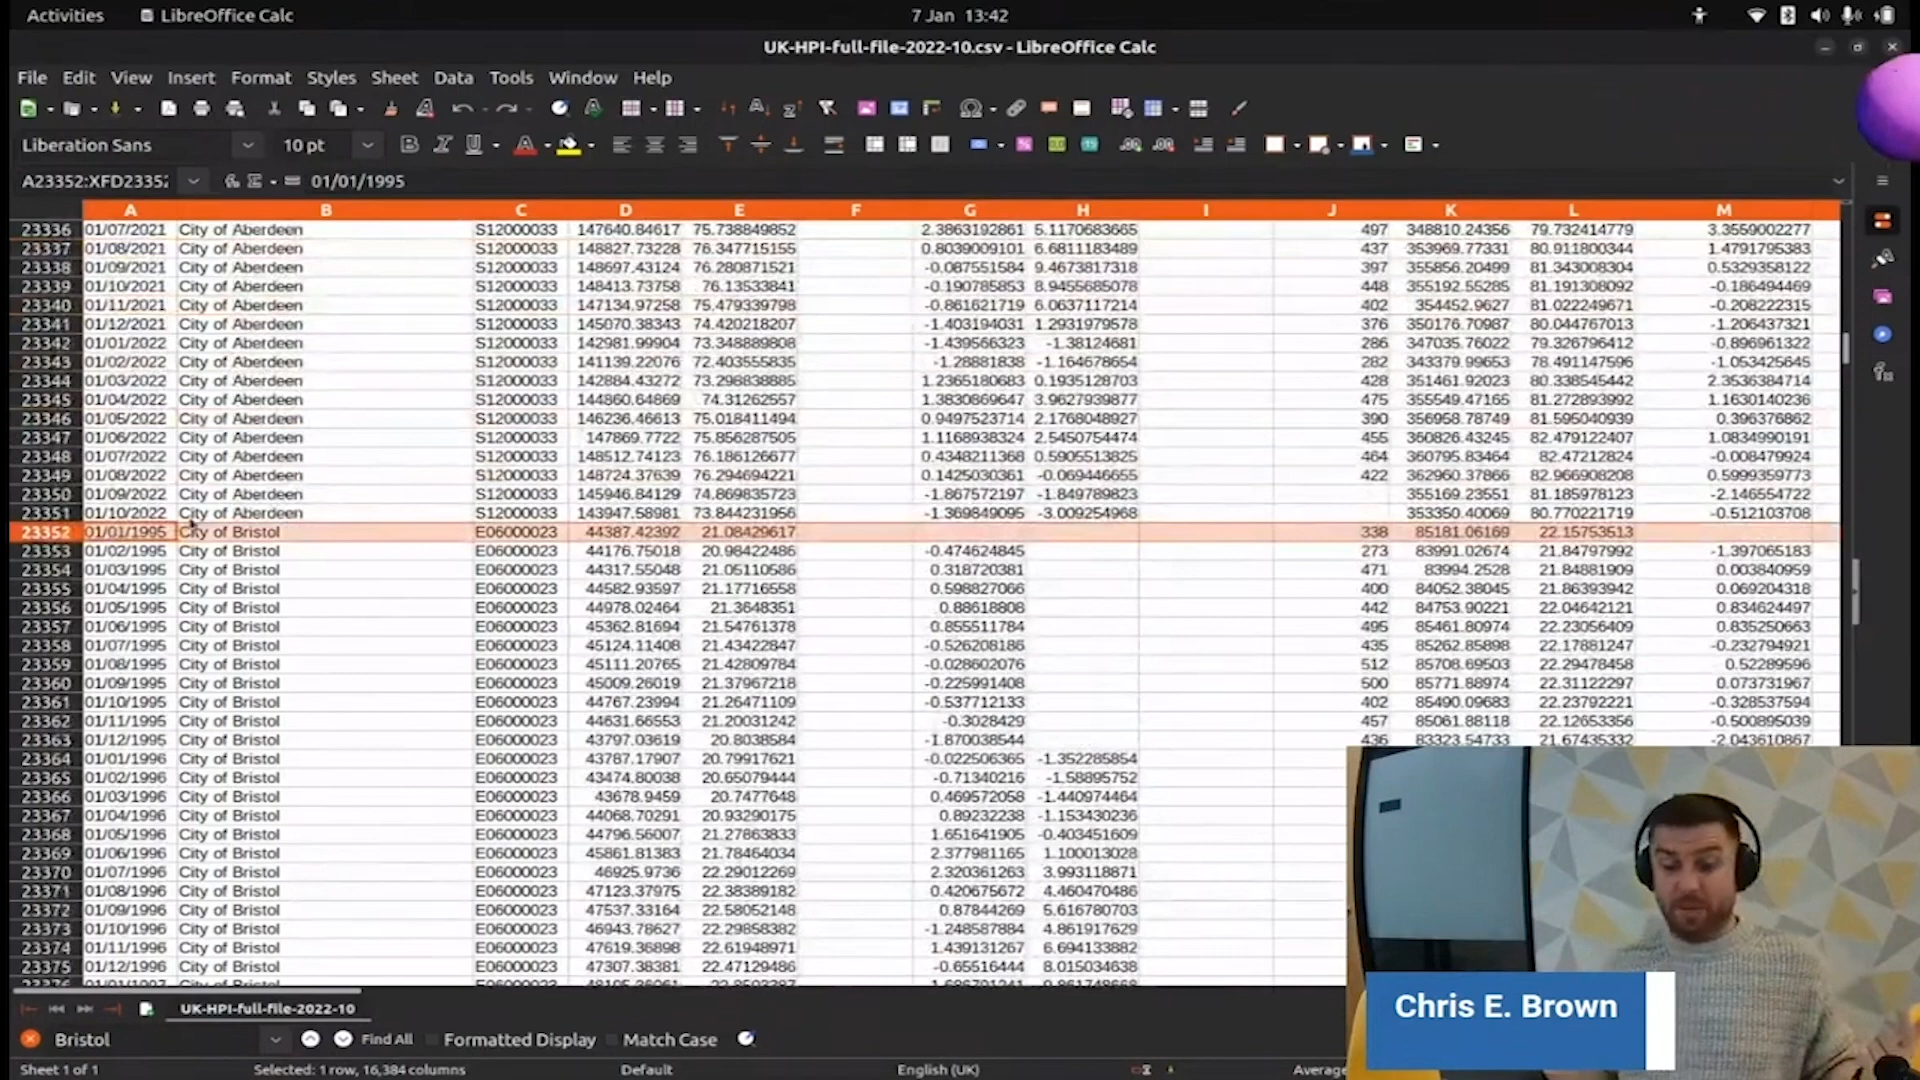 Activities LibreOffice Calc 7 Jan 13:42
UK-HPI-full-file-2022-10.csv - LibreOffice Calc
File Edit View Insert Format Styles Sheet Data Tools Window Help
Liberation Sans 10 pt
A23352:XFD23352 01/01/1995
A B C D E F G H I J K L M
23336 01/07/2021 City of Aberdeen S12000033 147640.84617 75.738849852 2.3863192861 5.1170683665 497 348810.24356 79.732414779 3.3559002277
23337 01/08/2021 City of Aberdeen S12000033 148827.73228 76.347715155 0.8039009101 6.6811183489 437 353969.77331 80.911800344 1.4791795383
23338 01/09/2021 City of Aberdeen S12000033 148697.43124 76.280871521 -0.087551584 9.4673817318 397 355856.20499 81.343008304 0.5329358122
23339 01/10/2021 City of Aberdeen S12000033 148413.73758 76.13533841 -0.190785853 8.9455685078 448 355192.55285 81.191308092 -0.186494469
23340 01/11/2021 City of Aberdeen S12000033 147134.97258 75.479339798 -0.861621719 6.0637117214 402 354452.9627 81.022249671 -0.208222315
23341 01/12/2021 City of Aberdeen S12000033 145070.38343 74.420218207 -1.403194031 1.2931979578 376 350176.70987 80.044767013 -1.206437321
23342 01/01/2022 City of Aberdeen S12000033 142981.99904 73.348889808 -1.439566323 -1.38124681 286 347035.76022 79.326796412 -0.896961322
23343 01/02/2022 City of Aberdeen S12000033 141139.22076 72.403555835 -1.28881838 -1.164678654 282 343379.99653 78.491147596 -1.053425645
23344 01/03/2022 City of Aberdeen S12000033 142884.43272 73.298838885 1.2365180683 0.1935128703 428 351461.92023 80.338545442 2.3536384714
23345 01/04/2022 City of Aberdeen S12000033 144860.64869 74.31262557 1.3830869647 3.9627939877 475 355549.47165 81.272893992 1.1630140236
23346 01/05/2022 City of Aberdeen S12000033 146236.46613 75.018411494 0.9497523714 2.1768048927 390 356958.78749 81.595040939 0.396376862
23347 01/06/2022 City of Aberdeen S12000033 147869.7722 75.856287505 1.1168938324 2.5450754474 455 360826.43245 82.479122407 1.0834990191
23348 01/07/2022 City of Aberdeen S12000033 148512.74123 76.186126677 0.4348211368 0.5905513825 464 360795.83464 82.47212824 -0.008479924
23349 01/08/2022 City of Aberdeen S12000033 148724.37639 76.294694221 0.1425030361 -0.069446655 422 362960.37866 82.966908208 0.5999359773
23350 01/09/2022 City of Aberdeen S12000033 145946.84129 74.869835723 -1.867572197 -1.849789823 355169.23551 81.185978123 -2.146554722
23351 01/10/2022 City of Aberdeen S12000033 143947.58981 73.844231956 -1.369849095 -3.009254968 353350.40069 80.770221719 -0.512103708
23352 01/01/1995 City of Bristol E06000023 44387.42392 21.08429617 338 85181.06169 22.15753513
23353 01/02/1995 City of Bristol E06000023 44176.75018 20.98422486 -0.474624845 273 83991.02674 21.84797992 -1.397065183
23354 01/03/1995 City of Bristol E06000023 44317.55048 21.05110586 0.318720381 471 83994.2528 21.84881909 0.003840959
23355 01/04/1995 City of Bristol E06000023 44582.93597 21.17716558 0.598827066 400 84052.38045 21.86393941 0.069204318
23356 01/05/1995 City of Bristol E06000023 44978.02464 21.3648351 0.88618808 442 84753.90221 22.04642121 0.834624497
23357 01/06/1995 City of Bristol E06000023 45362.81694 21.54761378 0.855511784 495 85461.80974 22.23056409 0.835250663
23358 01/07/1995 City of Bristol E06000023 45124.11408 21.43422847 -0.526208186 435 85262.85898 22.17881247 -0.232794921
23359 01/08/1995 City of Bristol E06000023 45111.20765 21.42809784 -0.028602076 512 85708.69503 22.29478458 0.52289596
23360 01/09/1995 City of Bristol E06000023 45009.26019 21.37967218 -0.225991408 500 85771.88974 22.31122297 0.073731967
23361 01/10/1995 City of Bristol E06000023 44767.23994 21.26471109 -0.537712133 402 85490.09683 22.23792221 -0.328537594
23362 01/11/1995 City of Bristol E06000023 44631.66553 21.20031242 -0.3028429 457 85061.88118 22.12653356 -0.500895039
23363 01/12/1995 City of Bristol E06000023 43797.03619 20.8038584 -1.870038544 436 83323.54733 21.67435332 -2.043610867
23364 01/01/1996 City of Bristol E06000023 43787.17907 20.79917621 -0.022506365 -1.352285854
23365 01/02/1996 City of Bristol E06000023 43474.80038 20.65079444 -0.71340216 -1.58895752
23366 01/03/1996 City of Bristol E06000023 43678.9459 20.7477648 0.469572058 -1.440974464
23367 01/04/1996 City of Bristol E06000023 44068.70291 20.93290175 0.89232238 -1.153430236
23368 01/05/1996 City of Bristol E06000023 44796.56007 21.27863833 1.651641905 -0.403451609
23369 01/06/1996 City of Bristol E06000023 45861.81383 21.78464034 2.377981165 1.100013028
23370 01/07/1996 City of Bristol E06000023 46925.9736 22.29012269 2.320361263 3.993118871
23371 01/08/1996 City of Bristol E06000023 47123.37975 22.38389182 0.420675672 4.460470486
23372 01/09/1996 City of Bristol E06000023 47537.33164 22.58052148 0.87844269 5.616780703
23373 01/10/1996 City of Bristol E06000023 46943.78627 22.29858382 -1.248587884 4.861917629
23374 01/11/1996 City of Bristol E06000023 47619.36898 22.61948971 1.439131267 6.694133882
23375 01/12/1996 City of Bristol E06000023 47307.38381 22.47129486 -0.65516444 8.015034638
UK-HPI-full-file-2022-10
Bristol Find All Formatted Display Match Case
Sheet 1 of 1 Selected: 1 row, 16,384 columns Default English (UK) Average
Chris E. Brown